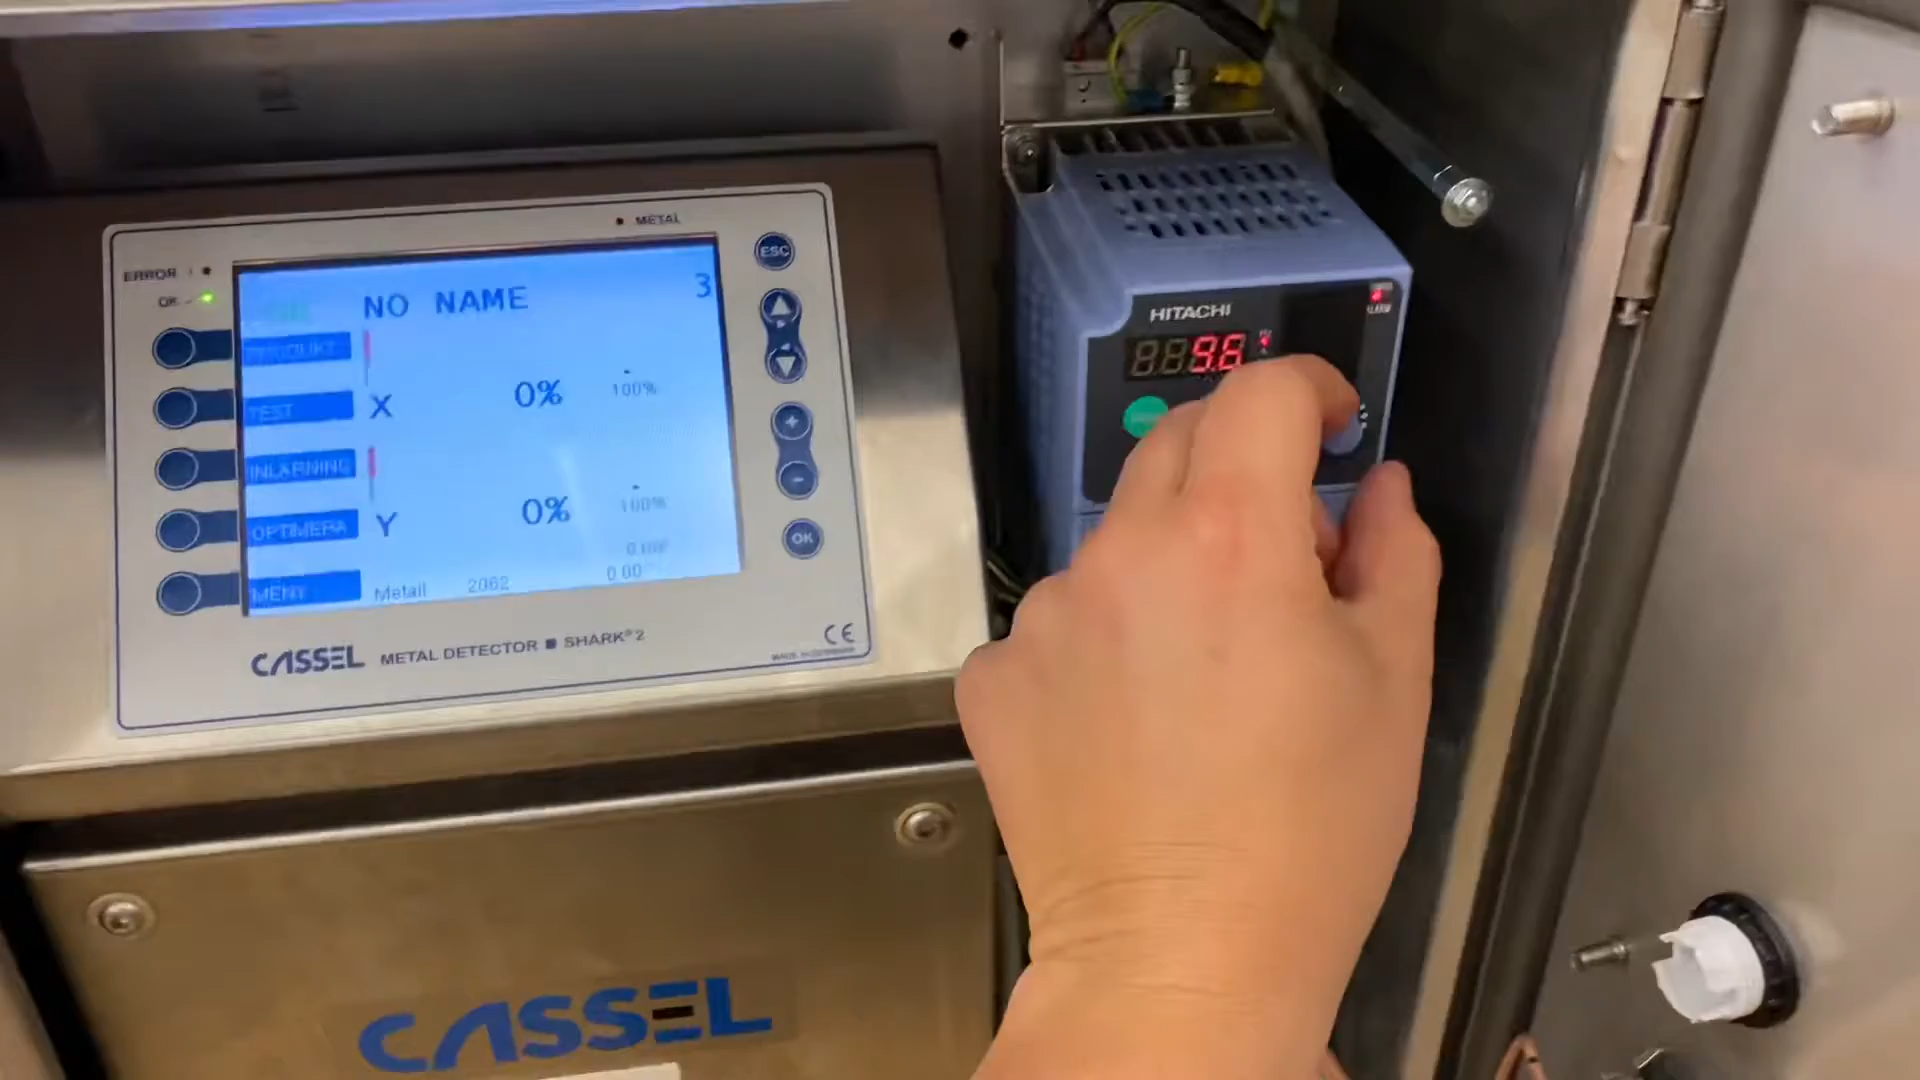 METAL
ESC
ERROR
OK
NO NAME
3
PRODUKT
TEST
X
0%
100%
INLÄRNING
OPTIMERA
Y
0%
100%
MENY
Metall
2062
0.00
OK
CASSEL METAL DETECTOR ■ SHARK® 2
CE
HITACHI
CASSEL